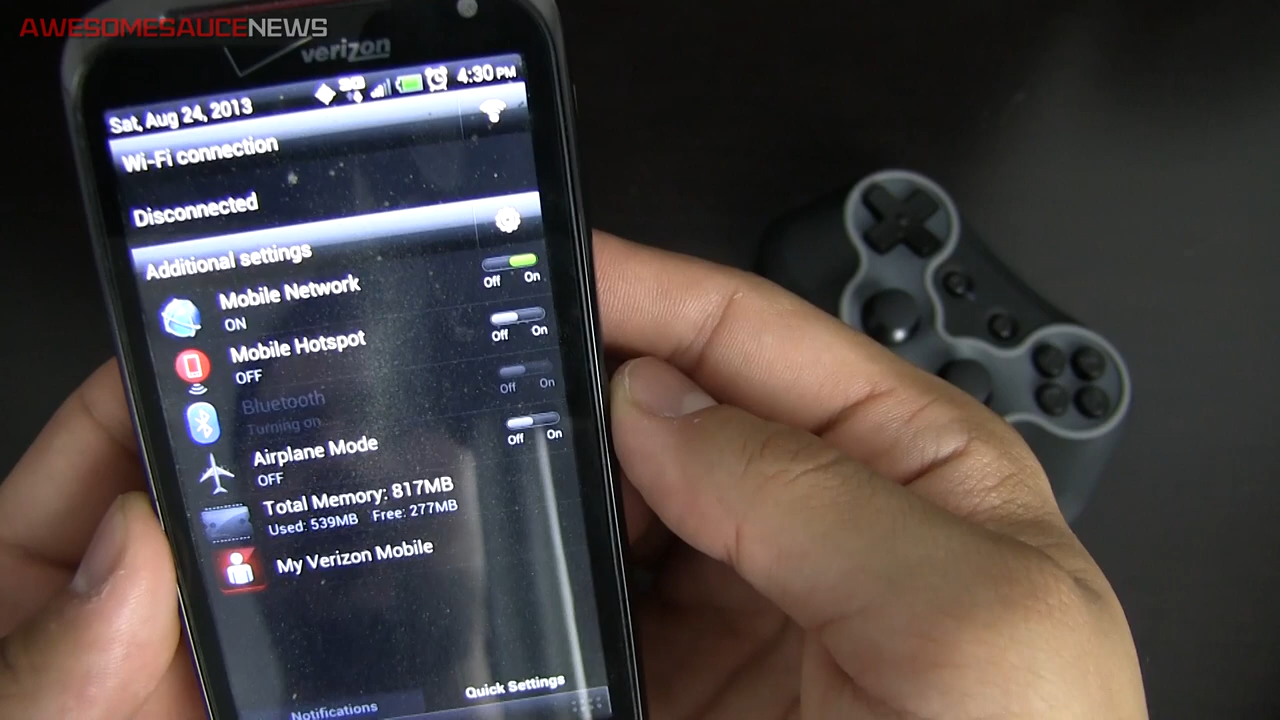 AWESOMESAUCENEWS
verizon
Sat, Aug 24, 2013
3G
4:30 PM
Wi-Fi connection
Disconnected
Additional settings
Mobile Network
ON
Off On
Mobile Hotspot
OFF
Off On
Bluetooth
Turning on
Off On
Airplane Mode
OFF
Off On
Total Memory: 817MB
Used: 539MB Free: 277MB
My Verizon Mobile
Notifications
Quick Settings